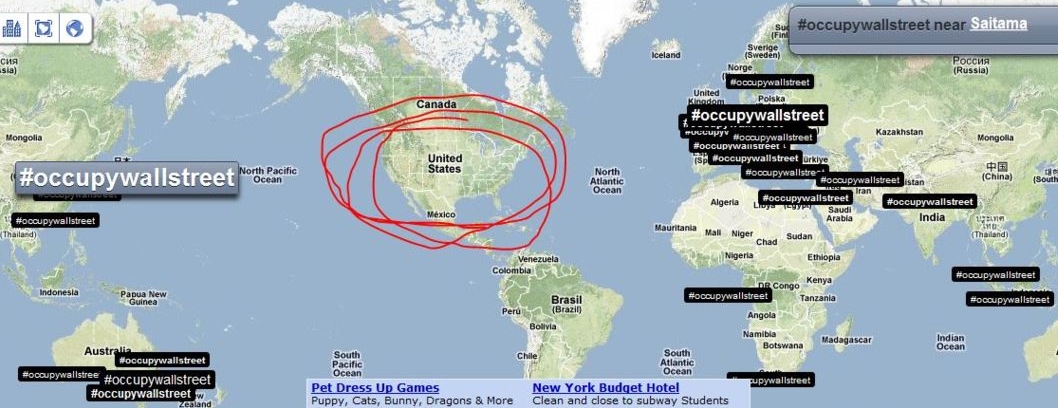 #occupywallstreet near Saitama
Iceland
Sverige
(Sweden)
Norge
Россия
(Russia)
#occupywallstreet
Canada
United
Kingdom
Polska
#occupywallstreet
#occupywallstreet
Kazakhstan
Mongolia
Mongolia
#occupywallstreet
#occupywallstreet
中国
(China)
United
States
North Pacific
Ocean
North
Atlantic
Ocean
#occupywallstreet
#occupywallstreet
#occupywallstreet
Iran
Algeria
#occupywallstreet
#occupywallstreet
Saudi
Arabia
India
(Thailand)
#occupywallstreet
(Thailand)
México
Mauritania
Mali
Niger
Chad
Sudan
Nigeria
Ethiopia
Venezuela
Colombia
#occupywallstreet
DR Congo
Kenya
Tanzania
#occupywallstreet
#occupywallstreet
Indonesia
Papua New
Guinea
Brasil
(Brazil)
Perú
Bolivia
Angola
Namibia
Botswana
Madagascar
Indian
Ocean
Australia
#occupywallstreet
#occupywallstreet
#occupywallstreet
New
Zealand
South
Pacific
Ocean
Chile
South
Atlantic
Ocean
#occupywallstreet
Pet Dress Up Games
Puppy, Cats, Bunny, Dragons & More
New York Budget Hotel
Clean and close to subway Students